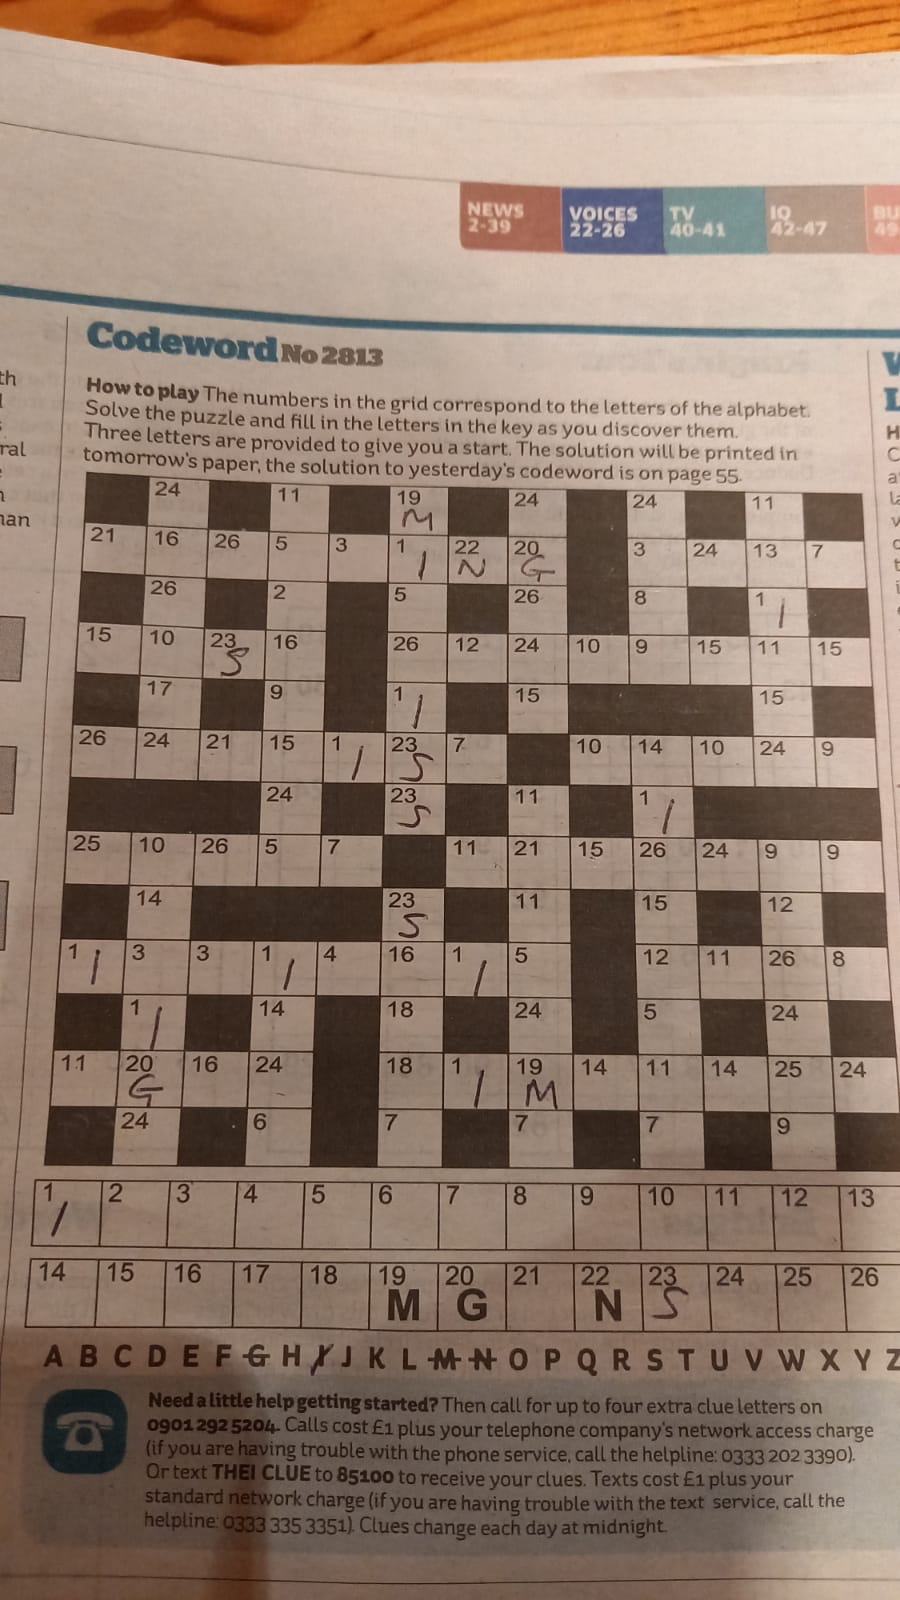 NEWS VOICES TV IQ BU
2-39 22-26 40-41 42-47 49
Codeword No 2813
th
ral
nan
How to play The numbers in the grid correspond to the letters of the alphabet.
Solve the puzzle and fill in the letters in the key as you discover them.
Three letters are provided to give you a start. The solution will be printed in
tomorrow's paper, the solution to yesterday's codeword is on page 55.
24 11 19 M 24 24 11
21 16 26 5 3 1 I 22 N 20 G 3 24 13 7
26 2 5 26 8 1 I
15 10 23 S 16 26 12 24 10 9 15 11 15
17 9 1 I 15 15
26 24 21 15 1 I 23 S 7 10 14 10 24 9
24 23 S 11 1 I
25 10 26 5 7 11 21 15 26 24 9 9
14 23 S 11 15 12
1 I 3 3 1 I 4 16 1 I 5 12 11 26 8
1 I 14 18 24 5 24
11 20 G 16 24 18 1 I 19 M 14 11 14 25 24
24 6 7 7 7 9
1 I 2 3 4 5 6 7 8 9 10 11 12 13
14 15 16 17 18 19 M 20 G 21 22 N 23 S 24 25 26
A B C D E F G H I J K L M N O P Q R S T U V W X Y Z
Need a little help getting started? Then call for up to four extra clue letters on
0901 292 5204. Calls cost £1 plus your telephone company's network access charge
(if you are having trouble with the phone service, call the helpline: 0333 202 3390).
Or text THEI CLUE to 85100 to receive your clues. Texts cost £1 plus your
standard network charge (if you are having trouble with the text service, call the
helpline: 0333 335 3351). Clues change each day at midnight.